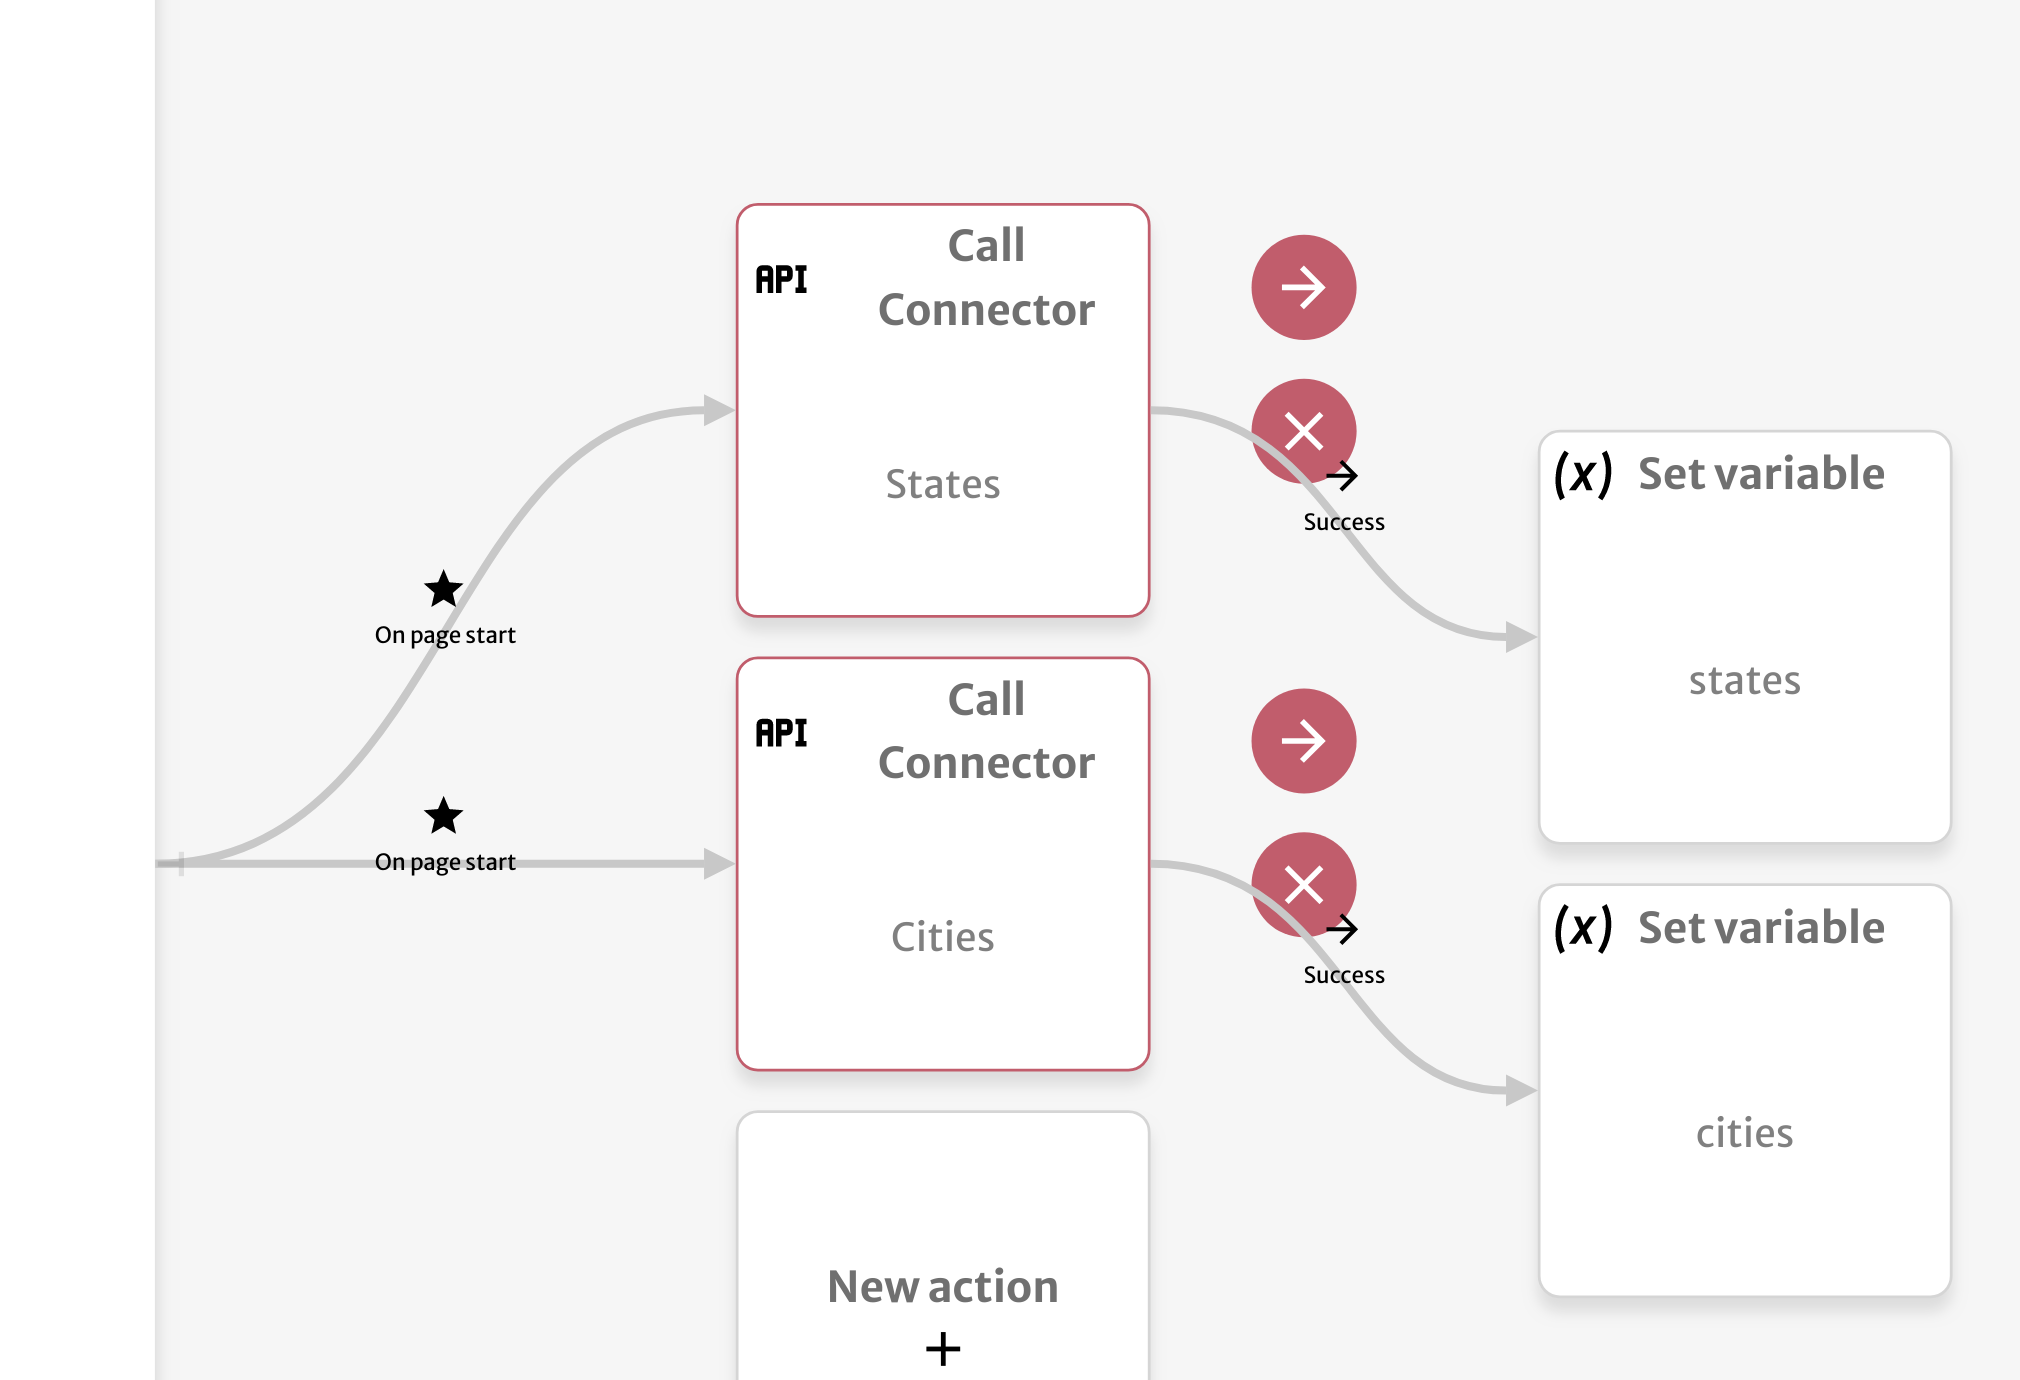 API
Call
Connector
States
On page start
Success
(x) Set variable
states
API
Call
Connector
Cities
On page start
Success
(x) Set variable
cities
New action
+